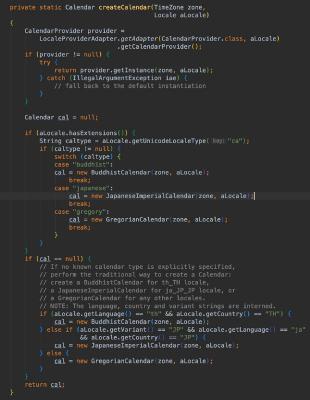 private static Calendar createCalendar(TimeZone zone,
Locale aLocale)
{
CalendarProvider provider =
LocaleProviderAdapter.getAdapter(CalendarProvider.class, aLocale)
.getCalendarProvider();
if (provider != null) {
try {
return provider.getInstance(zone, aLocale);
} catch (IllegalArgumentException iae) {
// fall back to the default instantiation
}
}
Calendar cal = null;
if (aLocale.hasExtensions()) {
String caltype = aLocale.getUnicodeLocaleType( key: "ca");
if (caltype != null) {
switch (caltype) {
case "buddhist":
cal = new BuddhistCalendar(zone, aLocale);
break;
case "japanese":
cal = new JapaneseImperialCalendar(zone, aLocale);
break;
case "gregory":
cal = new GregorianCalendar(zone, aLocale);
break;
}
}
}
if (cal == null) {
// If no known calendar type is explicitly specified,
// perform the traditional way to create a Calendar:
// create a BuddhistCalendar for th_TH locale,
// a JapaneseImperialCalendar for ja_JP_JP locale, or
// a GregorianCalendar for any other locales.
// NOTE: The language, country and variant strings are interned.
if (aLocale.getLanguage() == "th" && aLocale.getCountry() == "TH") {
cal = new BuddhistCalendar(zone, aLocale);
} else if (aLocale.getVariant() == "JP" && aLocale.getLanguage() == "ja"
&& aLocale.getCountry() == "JP") {
cal = new JapaneseImperialCalendar(zone, aLocale);
} else {
cal = new GregorianCalendar(zone, aLocale);
}
}
return cal;
}